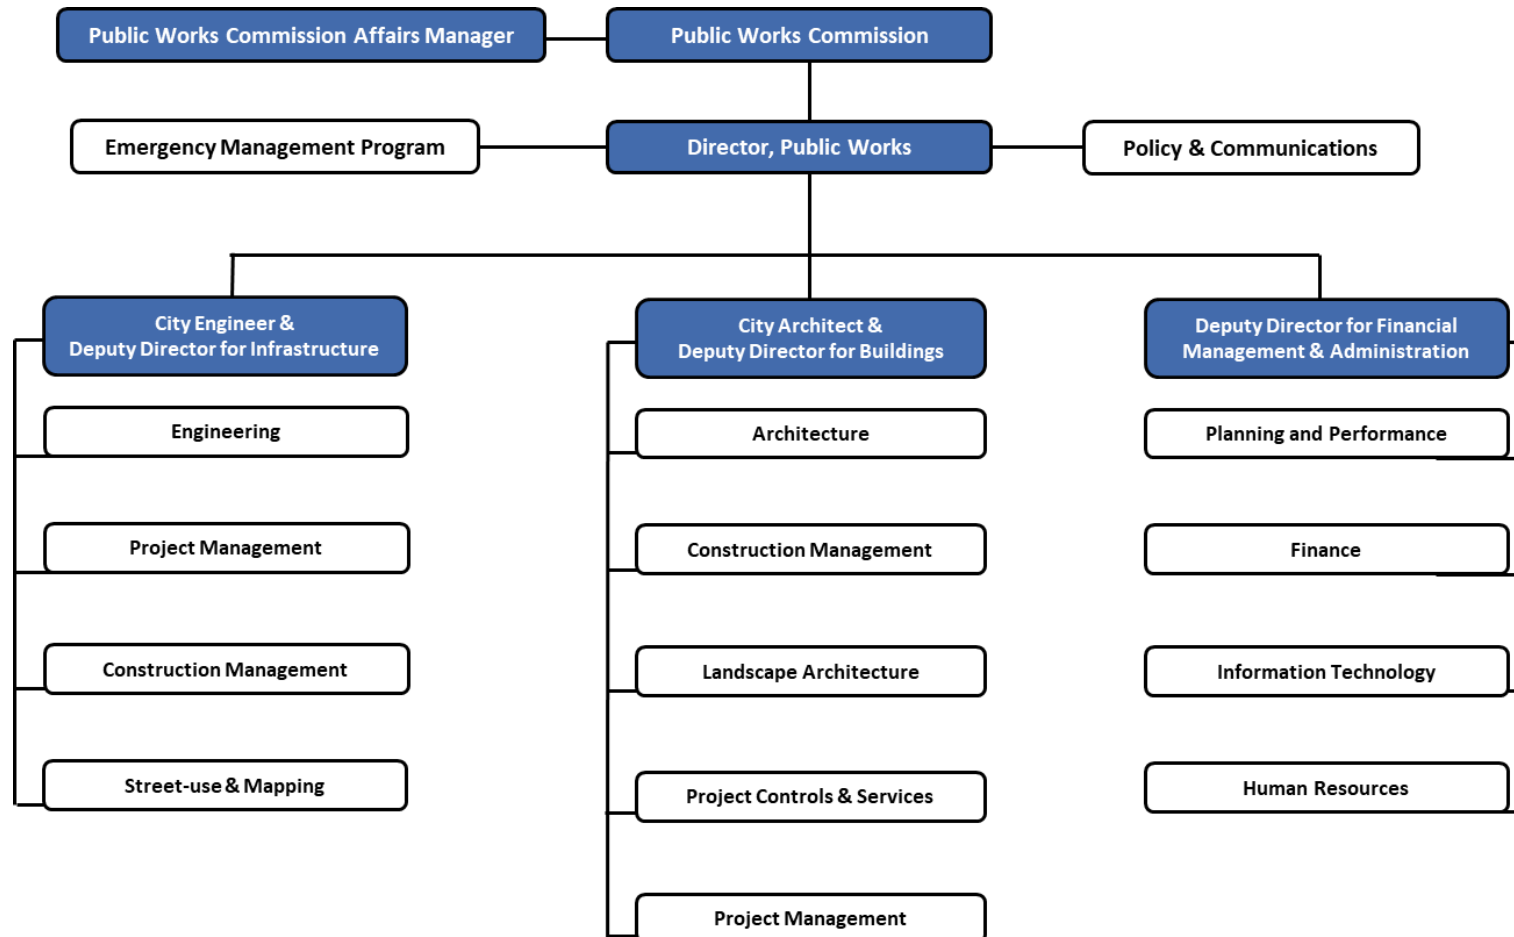 Public Works Commission Affairs Manager
Public Works Commission
Emergency Management Program
Director, Public Works
Policy & Communications
City Engineer &
Deputy Director for Infrastructure
City Architect &
Deputy Director for Buildings
Deputy Director for Financial
Management & Administration
Engineering
Architecture
Planning and Performance
Project Management
Construction Management
Finance
Construction Management
Landscape Architecture
Information Technology
Street-use & Mapping
Project Controls & Services
Human Resources
Project Management